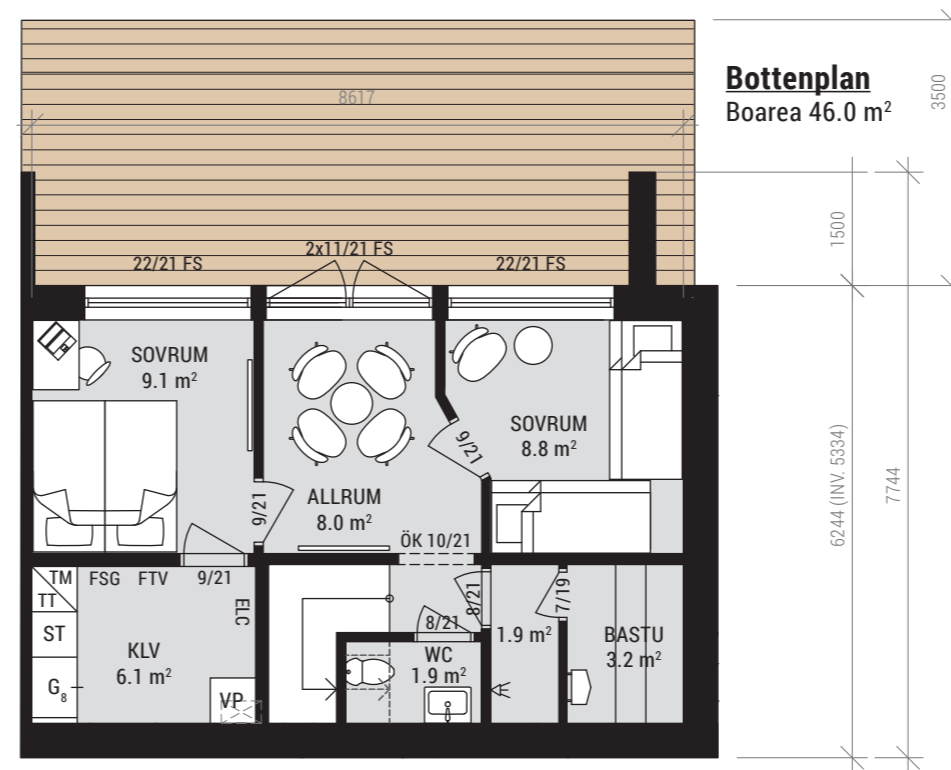 Bottenplan
Boarea 46.0 m²
8617
3500
1500
22/21 FS
2x11/21 FS
22/21 FS
SOVRUM
9.1 m²
SOVRUM
8.8 m²
9/21
9/21
ALLRUM
8.0 m²
ÖK 10/21
6244 (INV. 5334)
7744
TM
TT
FSG
FTV
9/21
ELC
ST
G₈
KLV
6.1 m²
VP
8/21
8/21
WC
1.9 m²
1.9 m²
7/19
BASTU
3.2 m²